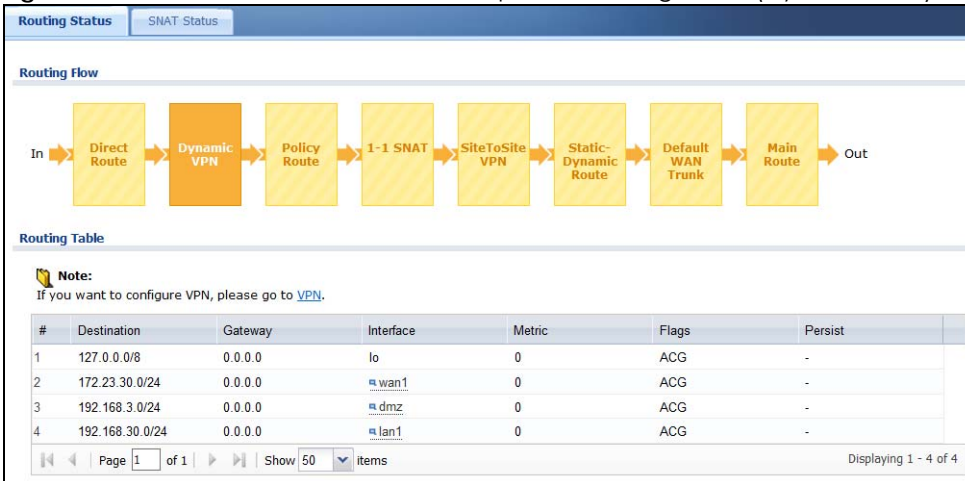 Routing Status SNAT Status
Routing Flow
In Direct Route Dynamic VPN Policy Route 1-1 SNAT SiteToSite VPN Static-Dynamic Route Default WAN Trunk Main Route Out
Routing Table
Note:
If you want to configure VPN, please go to VPN.
# Destination Gateway Interface Metric Flags Persist
1 127.0.0.0/8 0.0.0.0 lo 0 ACG -
2 172.23.30.0/24 0.0.0.0 wan1 0 ACG -
3 192.168.3.0/24 0.0.0.0 dmz 0 ACG -
4 192.168.30.0/24 0.0.0.0 lan1 0 ACG -
Page 1 of 1 Show 50 items Displaying 1 - 4 of 4